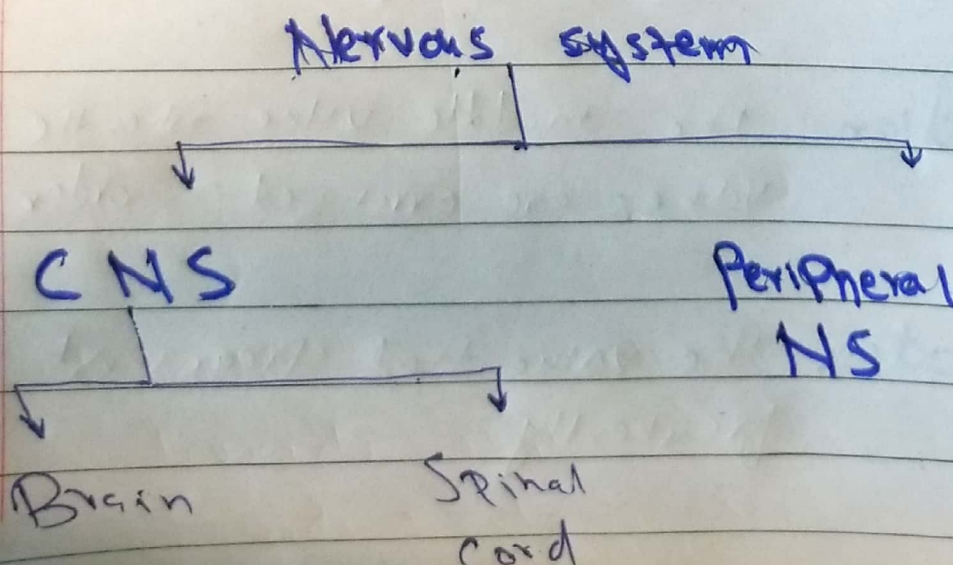 Nervous system
CNS
Peripheral
NS
Brain
Spinal
cord